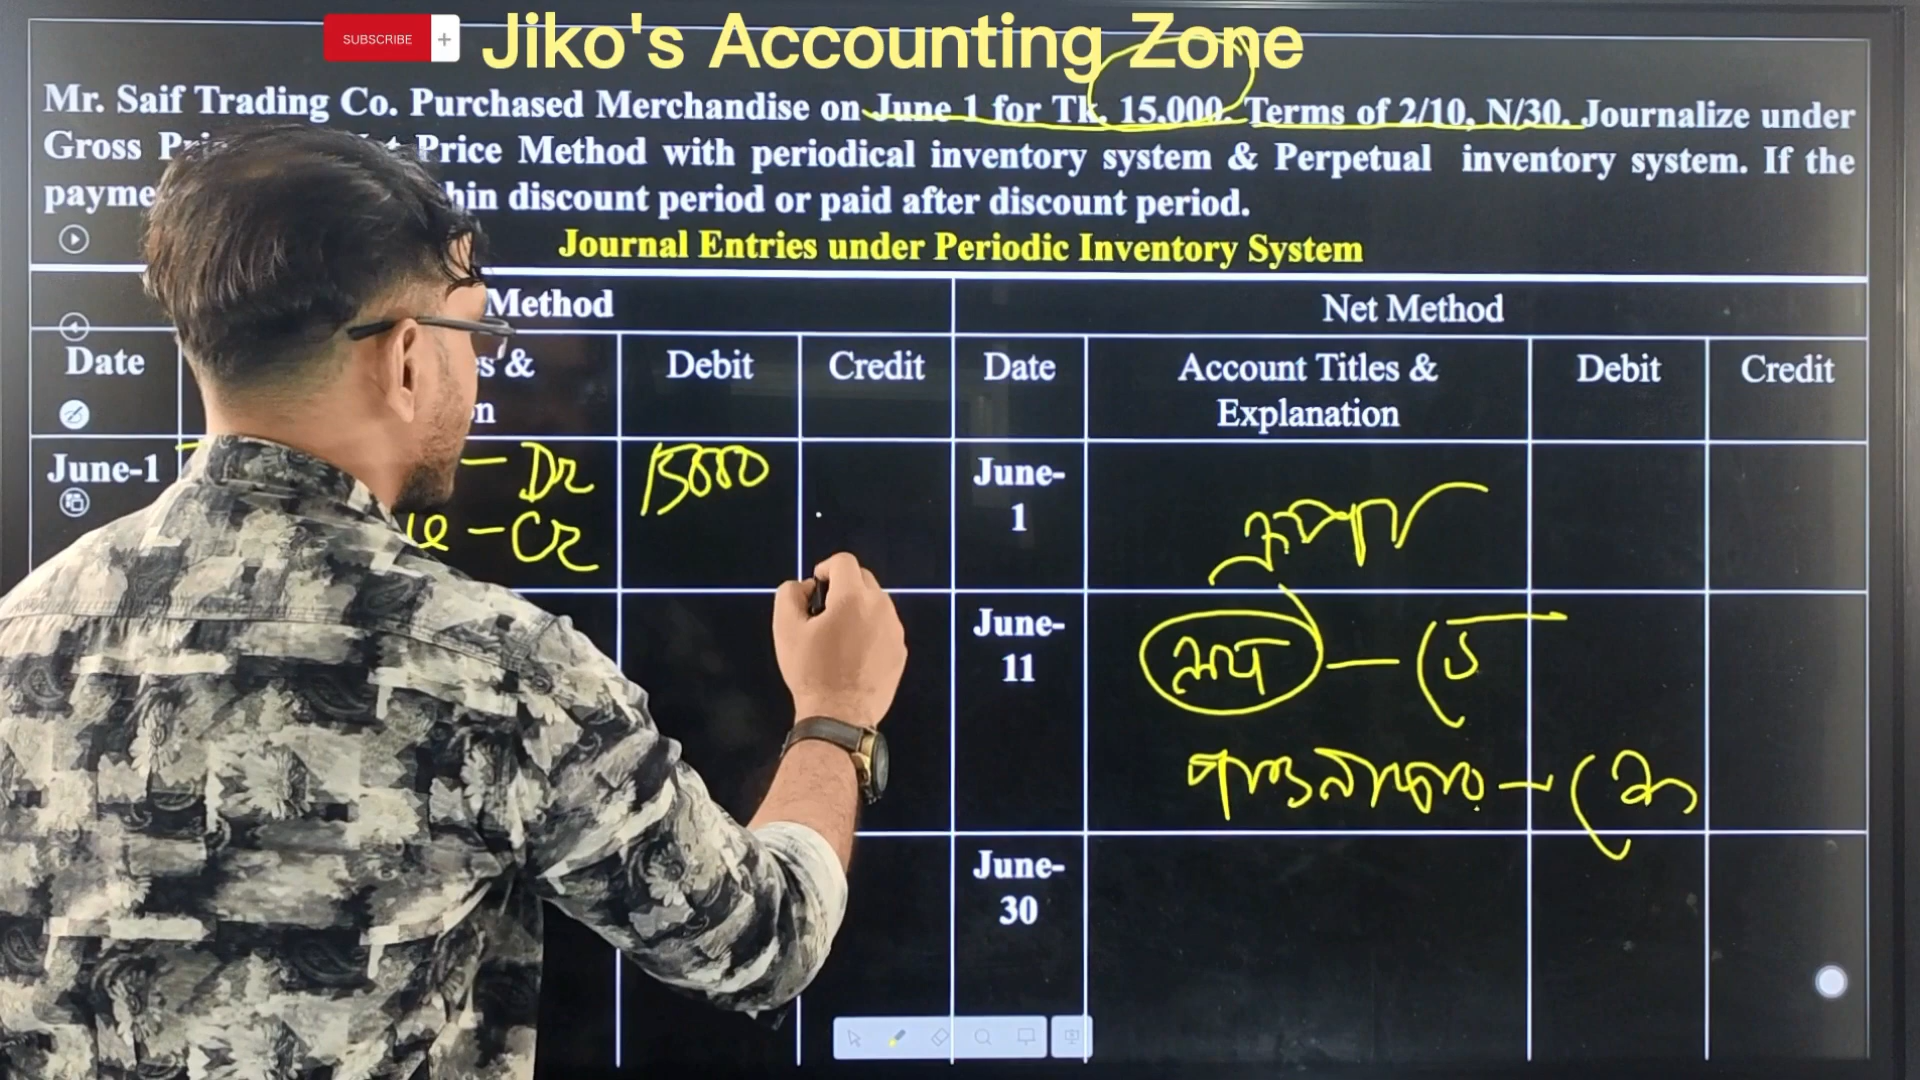 SUBSCRIBE + Jiko's Accounting Zone
Mr. Saif Trading Co. Purchased Merchandise on June 1 for Tk. 15,000. Terms of 2/10, N/30. Journalize under
Gross Price Method with periodical inventory system & Perpetual inventory system. If the
discount period or paid after discount period.
Journal Entries under Periodic Inventory System
Method
Net Method
Date
Debit
Credit
Date
Account Titles &
Explanation
Debit
Credit
June-1
– Dr 15000
– Cr
June-
1
June-
11
ক্রয়
June-
30